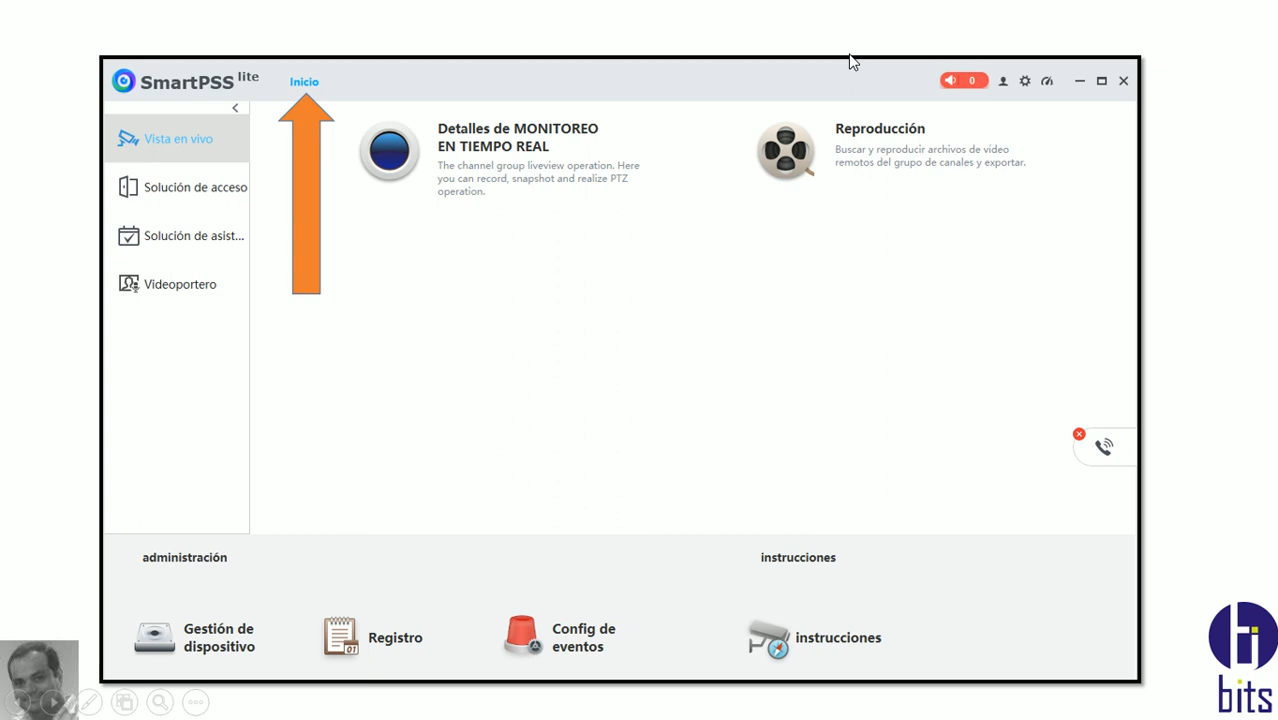 SmartPSS lite
Inicio
0
Vista en vivo
Solución de acceso
Solución de asist...
Videoportero
Detalles de MONITOREO
EN TIEMPO REAL
The channel group liveview operation. Here
you can record, snapshot and realize PTZ
operation.
Reproducción
Buscar y reproducir archivos de video
remotos del grupo de canales y exportar.
administración
instrucciones
Gestión de
dispositivo
Registro
01
Config de
eventos
instrucciones
bits